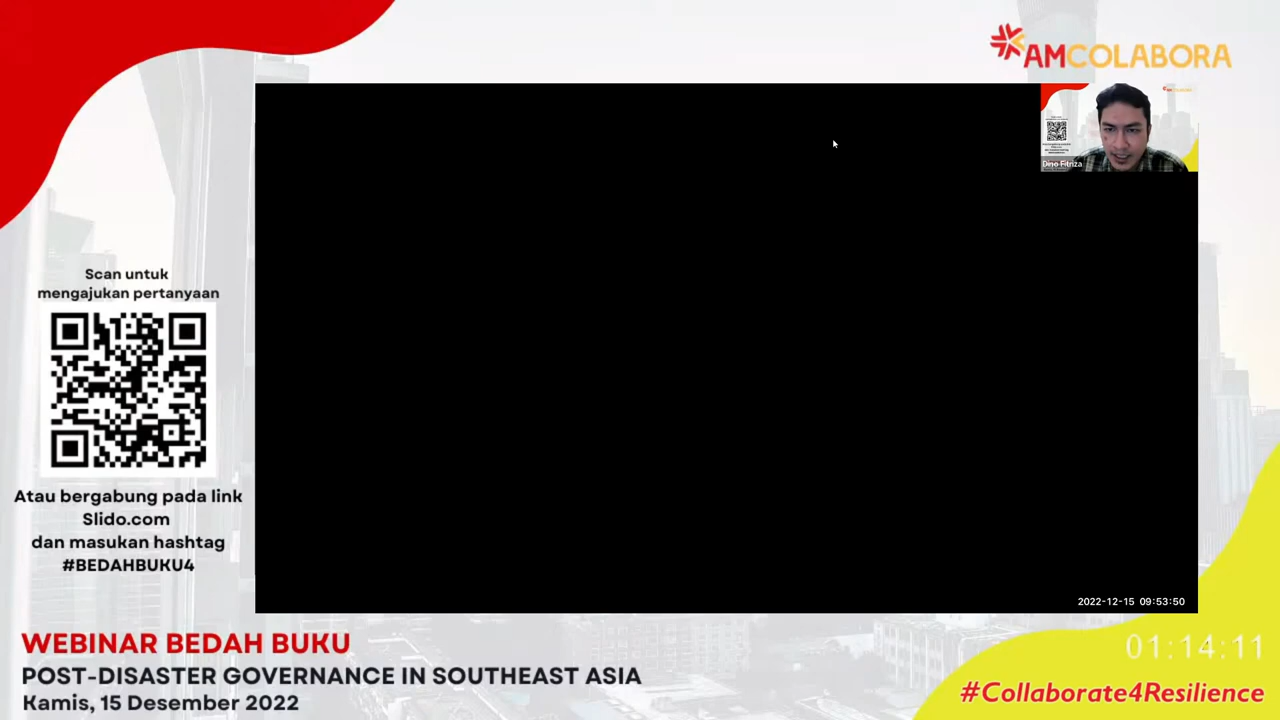 AMCOLABORA
Dino Fitriza
Scan untuk
mengajukan pertanyaan
Atau bergabung pada link
Slido.com
dan masukan hashtag
#BEDAHBUKU4
2022-12-15 09:53:50
WEBINAR BEDAH BUKU
POST-DISASTER GOVERNANCE IN SOUTHEAST ASIA
Kamis, 15 Desember 2022
01:14:11
#Collaborate4Resilience